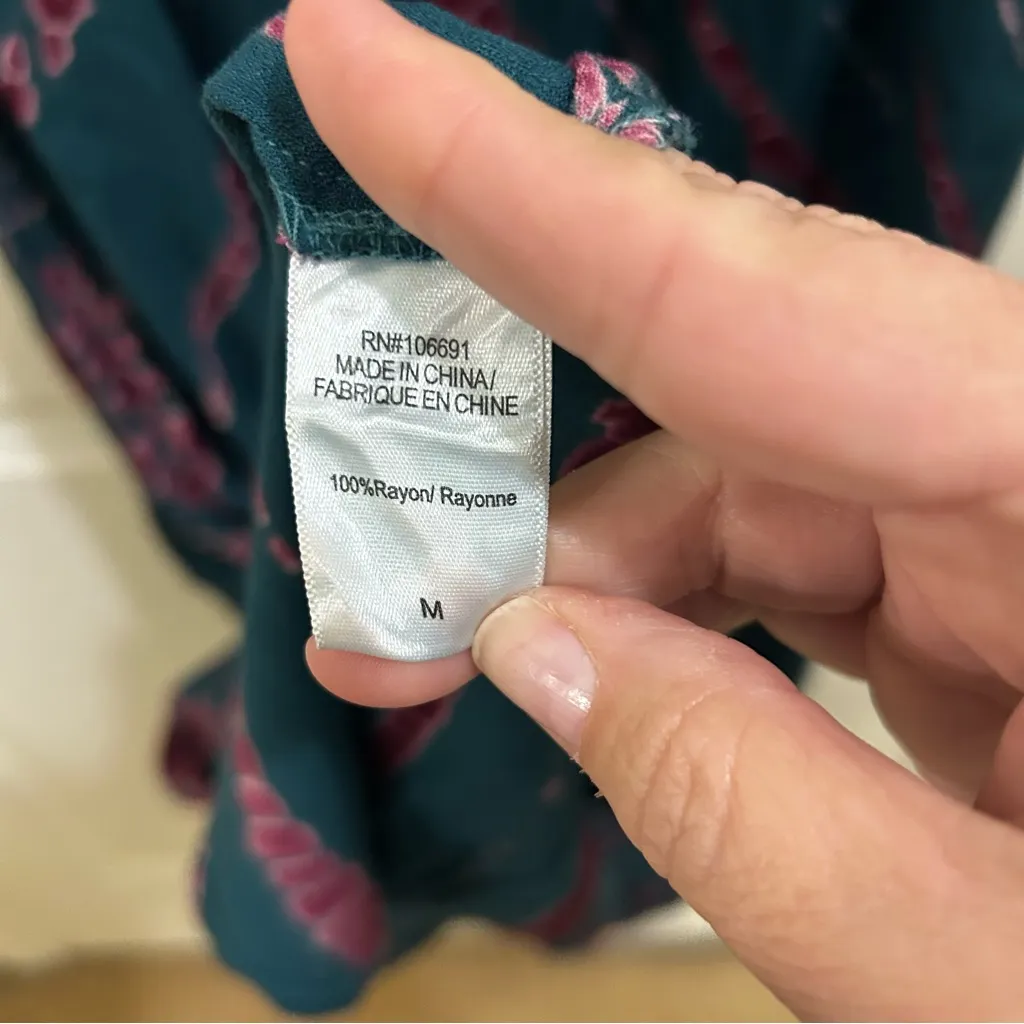 RN#106691
MADE IN CHINA/
FABRIQUE EN CHINE
100%Rayon/ Rayonne
M